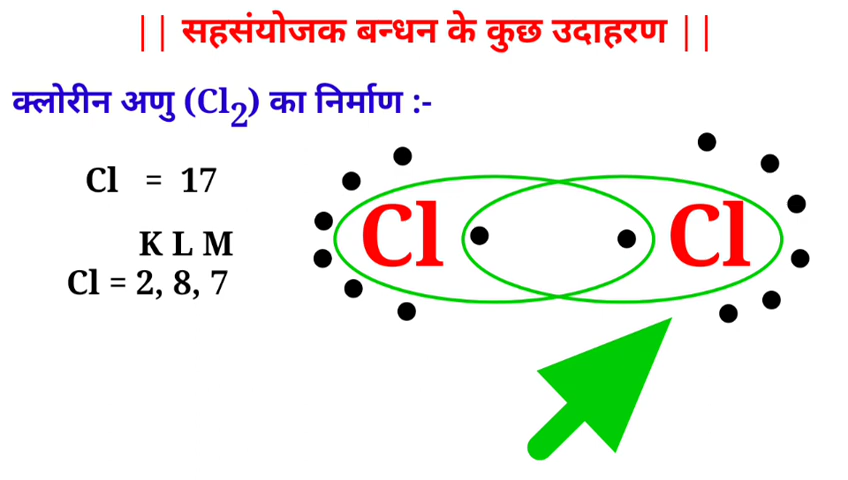 || सहसंयोजक बन्धन के कुछ उदाहरण ||
क्लोरीन अणु (Cl2) का निर्माण :-
Cl = 17
K L M
Cl = 2, 8, 7
Cl Cl